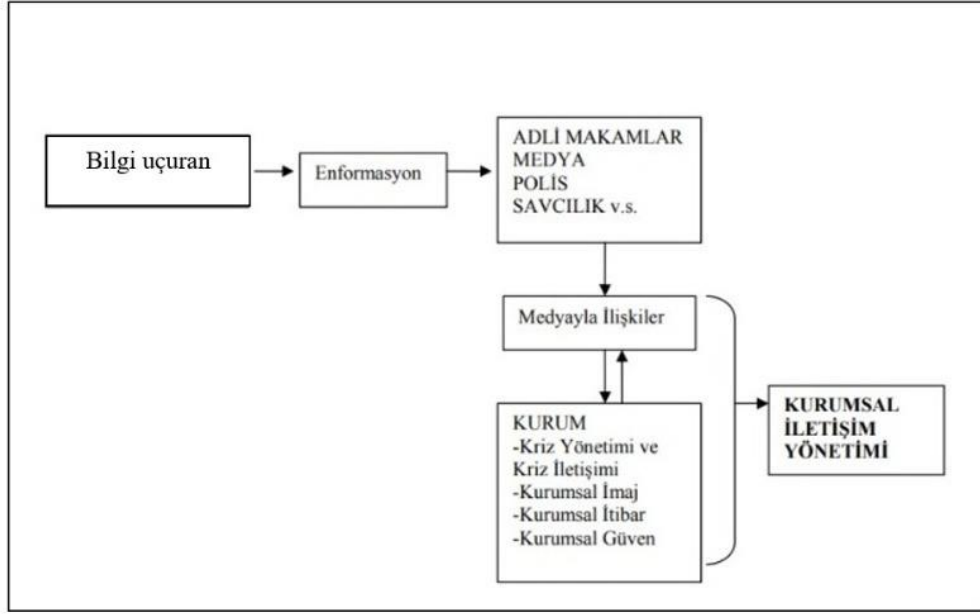 Bilgi uçuran
Enformasyon
ADLİ MAKAMLAR
MEDYA
POLİS
SAVCILIK v.s.
Medyayla İlişkiler
KURUM
-Kriz Yönetimi ve
Kriz İletişimi
-Kurumsal İmaj
-Kurumsal İtibar
-Kurumsal Güven
KURUMSAL
İLETİŞİM
YÖNETİMİ